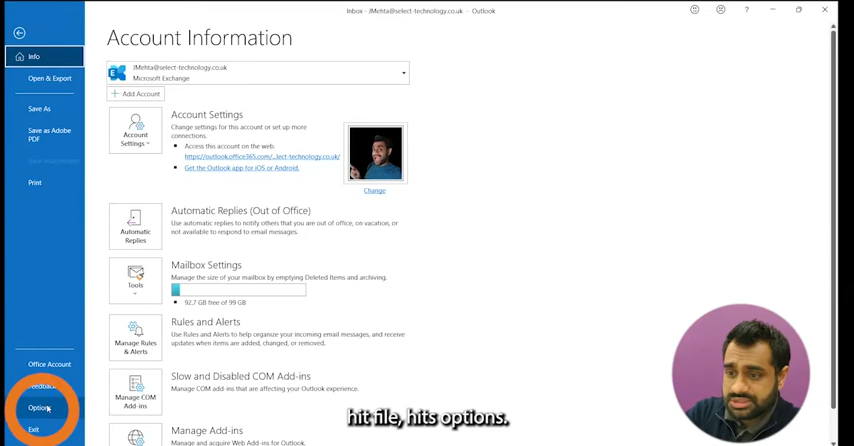 Inbox - JMehta@select-technology.co.uk - Outlook
Info
Open & Export
Save As
Save as Adobe
PDF
Save Attachments
Print
Office Account
Feedback
Options
Exit
Account Information
JMehta@select-technology.co.uk
Microsoft Exchange
Add Account
Account
Settings
Account Settings
Change settings for this account or set up more
connections.
Access this account on the web.
https://outlook.office365.com/...lect-technology.co.uk/
Get the Outlook app for iOS or Android.
Change
Automatic
Replies
Automatic Replies (Out of Office)
Use automatic replies to notify others that you are out of office, on vacation, or
not available to respond to email messages.
Tools
Mailbox Settings
Manage the size of your mailbox by emptying Deleted Items and archiving.
92.7 GB free of 99 GB
Manage Rules
& Alerts
Rules and Alerts
Use Rules and Alerts to help organize your incoming email messages, and receive
updates when items are added, changed, or removed.
Manage COM
Add-ins
Slow and Disabled COM Add-ins
Manage COM add-ins that are affecting your Outlook experience.
Manage Add-ins
Manage and acquire Web Add-ins for Outlook.
hit file, hits options.